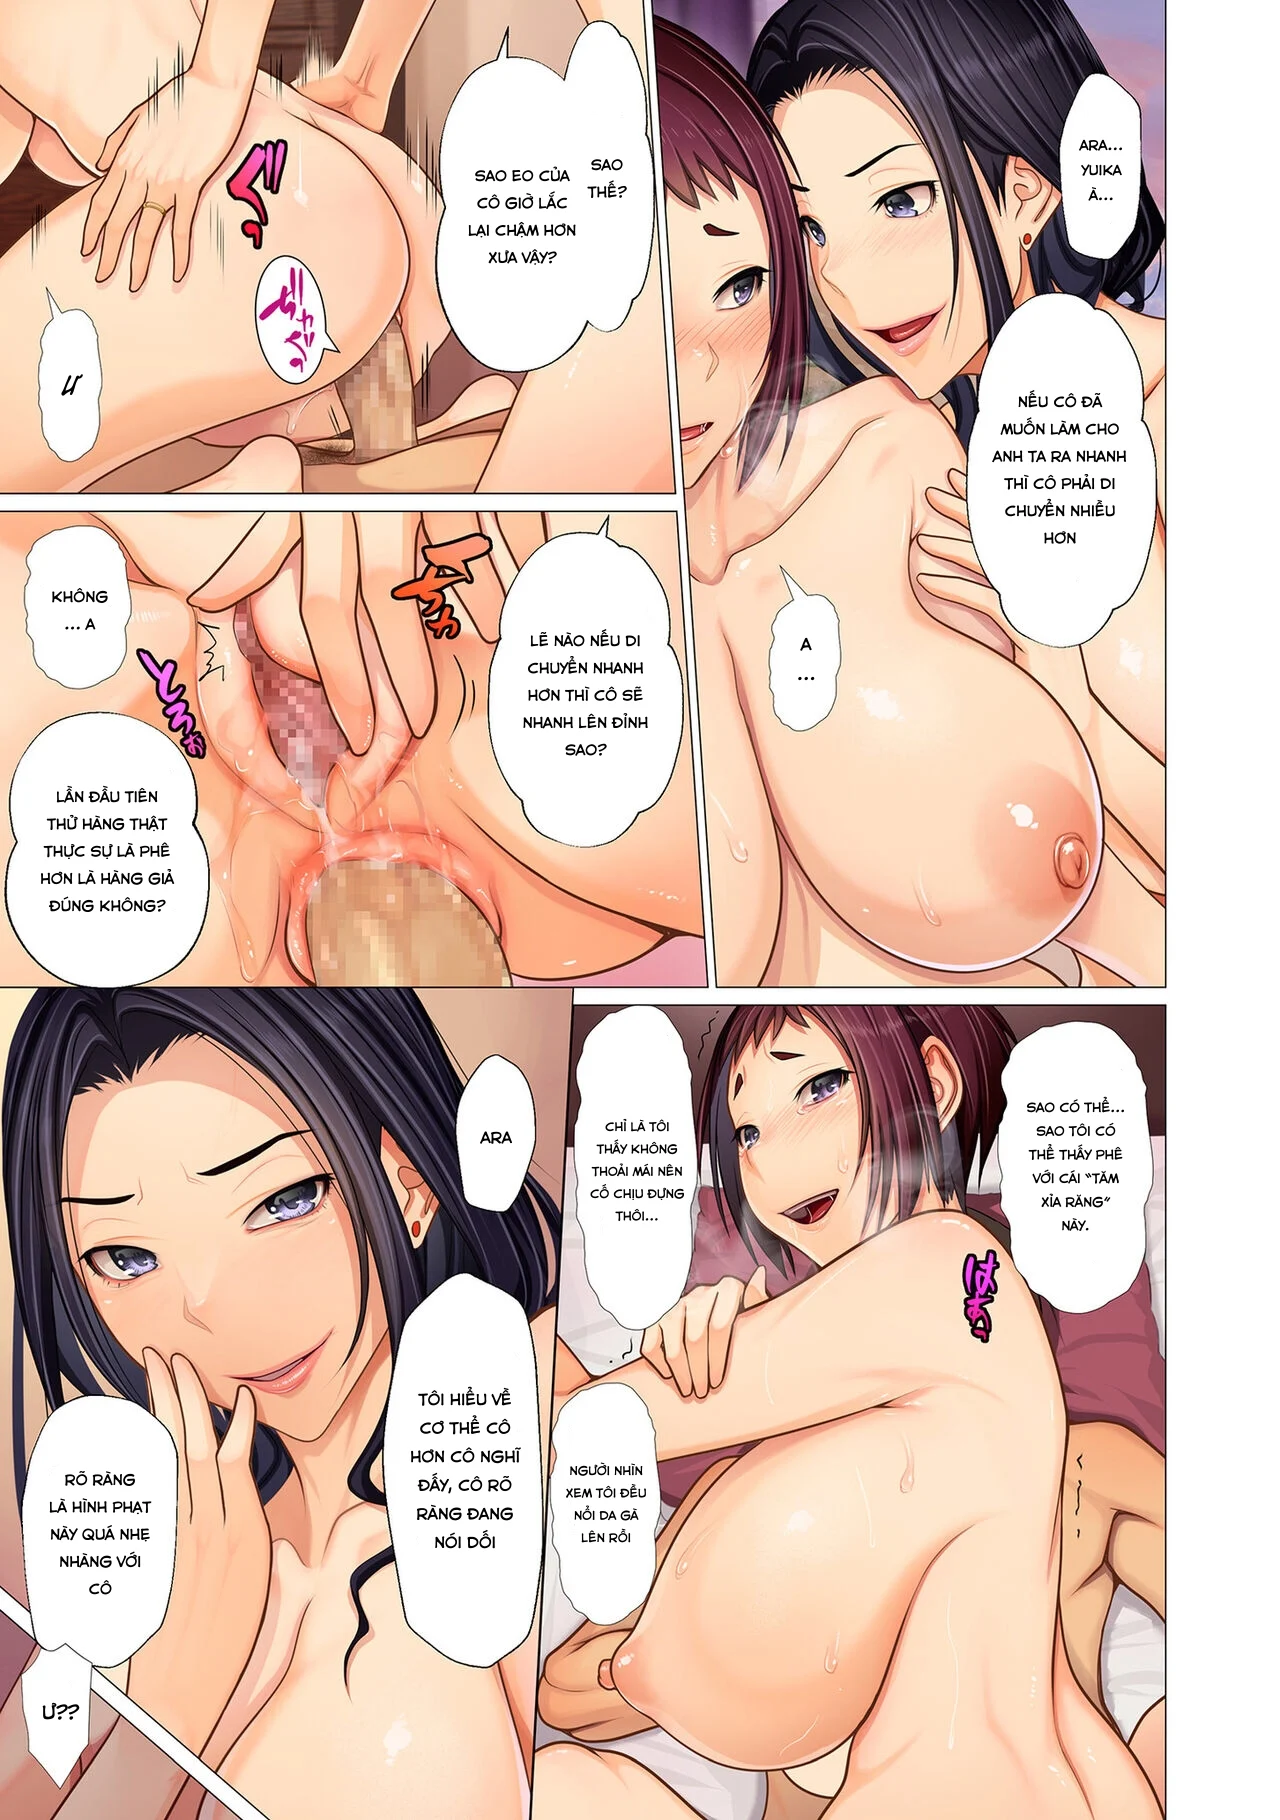 ARA...
YUIKA
À...
NẾU CÔ ĐÃ
MUỐN LÀM CHO
ANH TA RA NHANH
THÌ CÔ PHẢI DI
CHUYỂN NHIỀU
HƠN
A
...
SAO
THẾ?
SAO EO CỦA
CÔ GIỜ LẮC
LẠI CHẬM HƠN
XƯA VẬY?
Ư
LẼ NÀO NẾU DI
CHUYỂN NHANH
HƠN THÌ CÔ SẼ
NHANH LÊN ĐỈNH
SAO?
KHÔNG
... A
とろぉ
LẦN ĐẦU TIÊN
THỬ HÀNG THẬT
THỰC SỰ LÀ PHÊ
HƠN LÀ HÀNG GIẢ
ĐÚNG KHÔNG?
SAO CÓ THỂ...
SAO TÔI CÓ
THỂ THẤY PHÊ
VỚI CÁI "TĂM
XỈA RĂNG"
NÀY.
はあっ
CHỈ LÀ TÔI
THẤY KHÔNG
THOẢI MÁI NÊN
CỐ CHỊU ĐỰNG
THÔI...
NGƯỜI NHÌN
XEM TÔI ĐỀU
NỔI DA GÀ
LÊN RỒI
ARA
TÔI HIỂU VỀ
CƠ THỂ CÔ
HƠN CÔ NGHĨ
ĐẤY, CÔ RÕ
RÀNG ĐANG
NÓI DỐI
RÕ RÀNG
LÀ HÌNH PHẠT
NÀY QUÁ NHẸ
NHÀNG VỚI
CÔ
Ư??